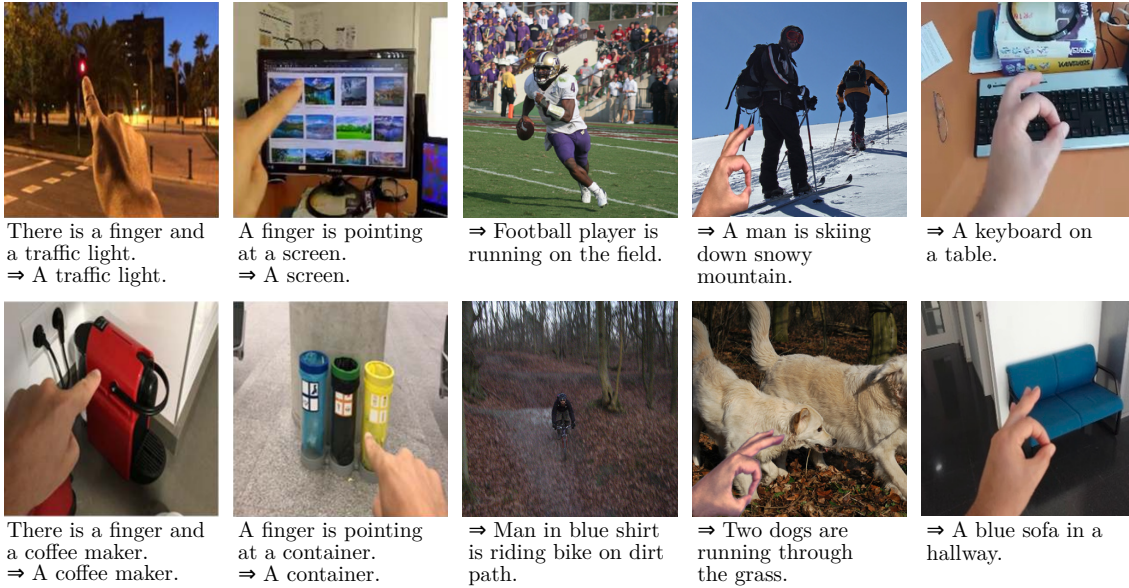 There is a finger and
a traffic light.
⇒ A traffic light.
A finger is pointing
at a screen.
⇒ A screen.
⇒ Football player is
running on the field.
⇒ A man is skiing
down snowy
mountain.
⇒ A keyboard on
a table.
There is a finger and
a coffee maker.
⇒ A coffee maker.
A finger is pointing
at a container.
⇒ A container.
⇒ Man in blue shirt
is riding bike on dirt
path.
⇒ Two dogs are
running through
the grass.
⇒ A blue sofa in a
hallway.